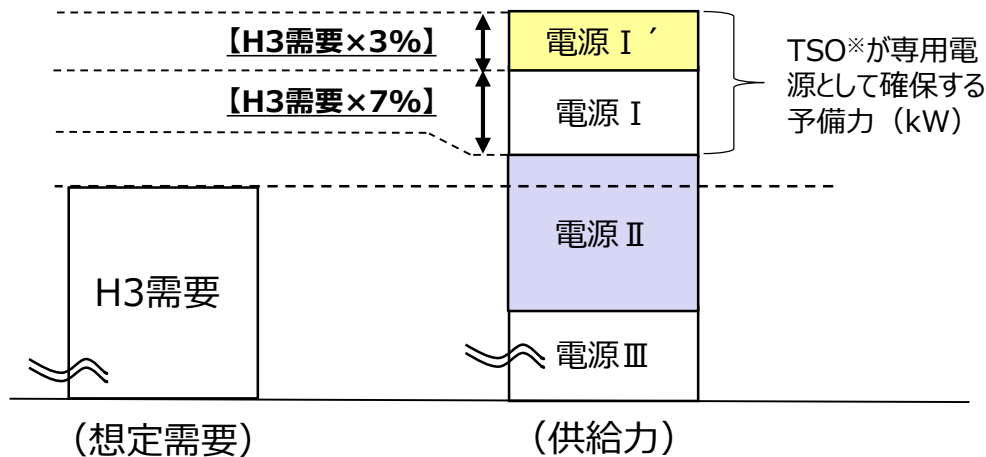 【H3需要×3%】
電源Ⅰ´
TSO※が専用電
源として確保する
予備力（kW）
【H3需要×7%】
電源Ⅰ
電源Ⅱ
H3需要
電源Ⅲ
（想定需要）
（供給力）